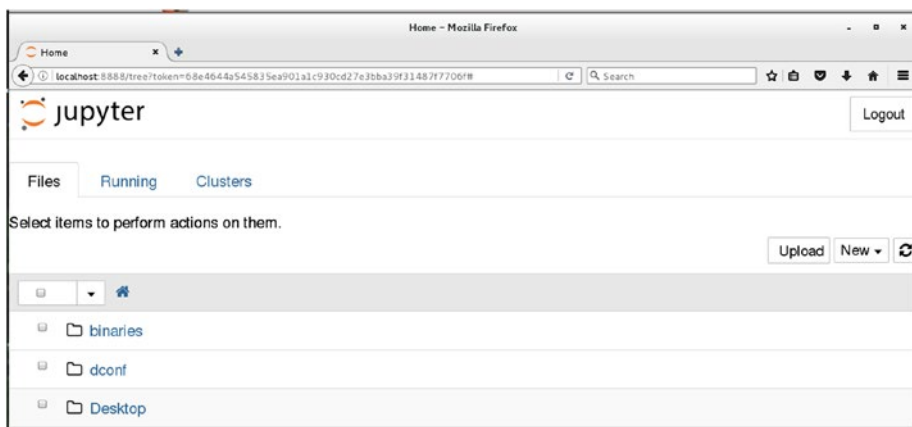 Home - Mozilla Firefox
Home
localhost:8888/tree?token=68e4644a545835ea901a1c930cd27e3bba39f31487f7706f#
Search
jupyter
Logout
Files Running Clusters
Select items to perform actions on them.
Upload New
binaries
dconf
Desktop